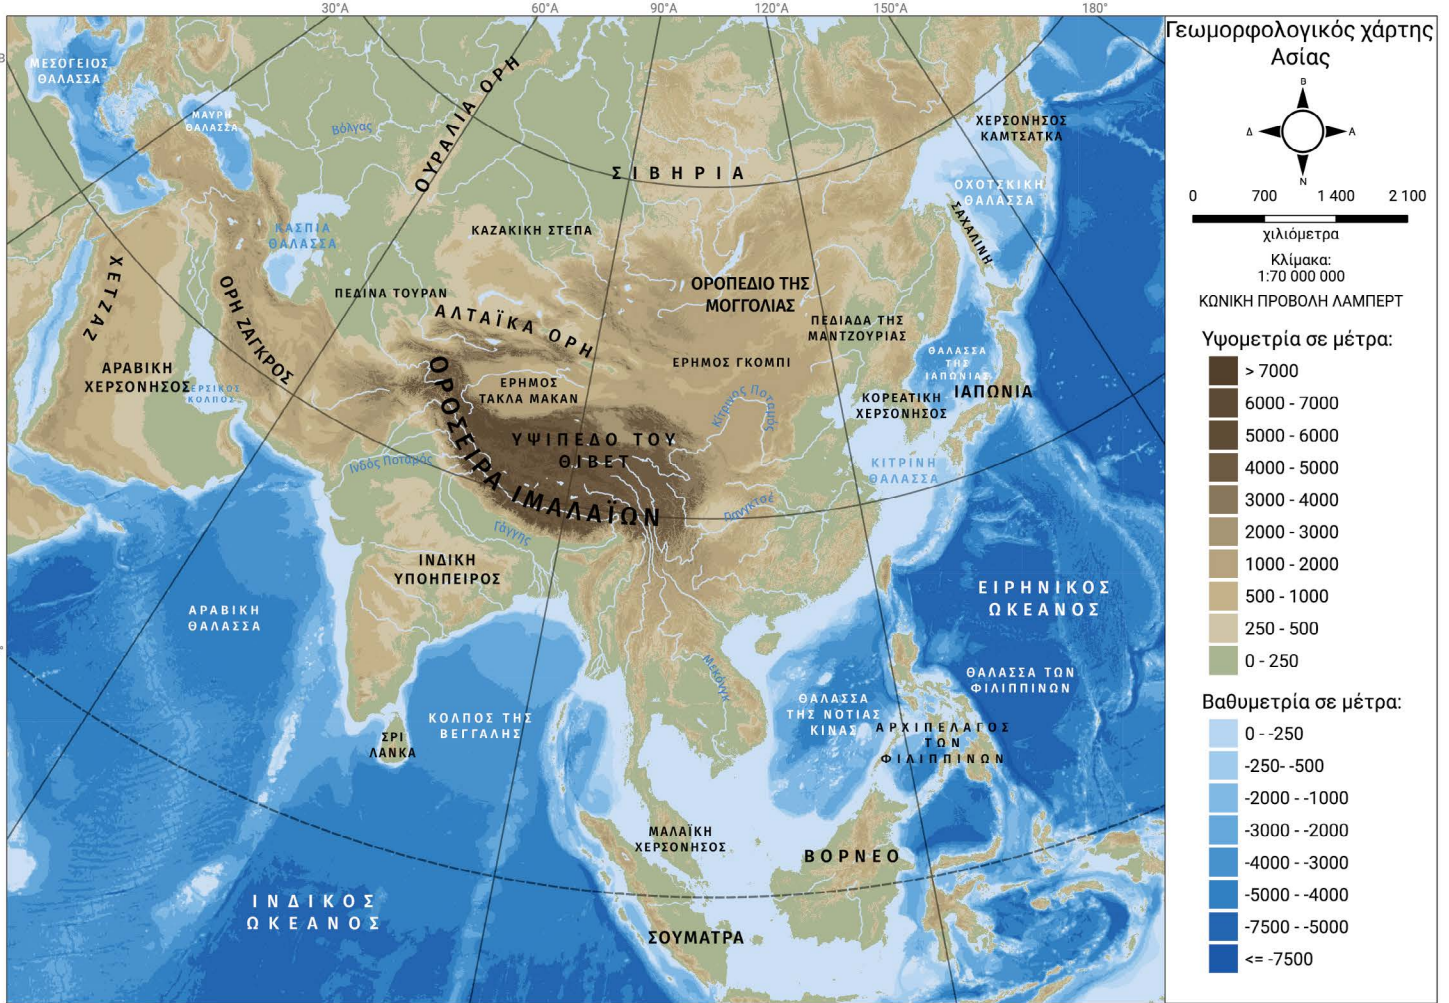 30°A 60°A 90°A 120°A 150°A 180°
ΜΕΣΟΓΕΙΟΣ
ΘΑΛΑΣΣΑ
ΜΑΥΡΗ
ΘΑΛΑΣΣΑ
Βόλγας
ΟΥΡΑΛΙΑ ΟΡΗ
ΣΙΒΗΡΙΑ
ΧΕΡΣΟΝΗΣΟΣ
ΚΑΜΤΣΑΤΚΑ
ΟΧΟΤΣΚΙΚΗ
ΘΑΛΑΣΣΑ
ΣΑΧΑΛΙΝΗ
ΚΑΣΠΙΑ
ΘΑΛΑΣΣΑ
ΚΑΖΑΚΙΚΗ ΣΤΕΠΑ
ΧΕΤΖΑΖ
ΟΡΗ ΖΑΓΚΡΟΣ
ΠΕΔΙΝΑ ΤΟΥΡΑΝ
ΑΛΤΑΪΚΑ ΟΡΗ
ΟΡΟΠΕΔΙΟ ΤΗΣ
ΜΟΓΓΟΛΙΑΣ
ΠΕΔΙΑΔΑ ΤΗΣ
ΜΑΝΤΖΟΥΡΙΑΣ
ΘΑΛΑΣΣΑ
ΤΗΣ
ΙΑΠΩΝΙΑΣ
ΙΑΠΩΝΙΑ
ΑΡΑΒΙΚΗ
ΧΕΡΣΟΝΗΣΟΣ
ΕΡΣΙΚΟΣ
ΚΟΛΠΟΣ
ΕΡΗΜΟΣ
ΤΑΚΛΑ ΜΑΚΑΝ
ΕΡΗΜΟΣ ΓΚΟΜΠΙ
Κίτρινος Ποταμός
ΚΟΡΕΑΤΙΚΗ
ΧΕΡΣΟΝΗΣΟΣ
ΟΡΟΣΕΙΡΑ ΙΜΑΛΑΪΩΝ
ΥΨΙΠΕΔΟ ΤΟΥ
ΘΙΒΕΤ
Ινδός Ποταμός
ΚΙΤΡΙΝΗ
ΘΑΛΑΣΣΑ
Γιανγκτσέ
Γάγγης
ΙΝΔΙΚΗ
ΥΠΟΗΠΕΙΡΟΣ
ΑΡΑΒΙΚΗ
ΘΑΛΑΣΣΑ
ΕΙΡΗΝΙΚΟΣ
ΩΚΕΑΝΟΣ
Μεκόνγκ
ΘΑΛΑΣΣΑ ΤΩΝ
ΦΙΛΙΠΠΙΝΩΝ
ΘΑΛΑΣΣΑ
ΤΗΣ ΝΟΤΙΑΣ
ΚΙΝΑΣ
ΑΡΧΙΠΕΛΑΓΟΣ
ΤΩΝ
ΦΙΛΙΠΠΙΝΩΝ
ΚΟΛΠΟΣ ΤΗΣ
ΒΕΓΓΑΛΗΣ
ΣΡΙ
ΛΑΝΚΑ
ΜΑΛΑΪΚΗ
ΧΕΡΣΟΝΗΣΟΣ
ΒΟΡΝΕΟ
ΙΝΔΙΚΟΣ
ΩΚΕΑΝΟΣ
ΣΟΥΜΑΤΡΑ
Γεωμορφολογικός χάρτης
Ασίας
Β
Δ Α
Ν
0 700 1 400 2 100
χιλιόμετρα
Κλίμακα:
1:70 000 000
ΚΩΝΙΚΗ ΠΡΟΒΟΛΗ ΛΑΜΠΕΡΤ
Υψομετρία σε μέτρα:
> 7000
6000 - 7000
5000 - 6000
4000 - 5000
3000 - 4000
2000 - 3000
1000 - 2000
500 - 1000
250 - 500
0 - 250
Βαθυμετρία σε μέτρα:
0 - -250
-250- -500
-2000 - -1000
-3000 - -2000
-4000 - -3000
-5000 - -4000
-7500 - -5000
<= -7500